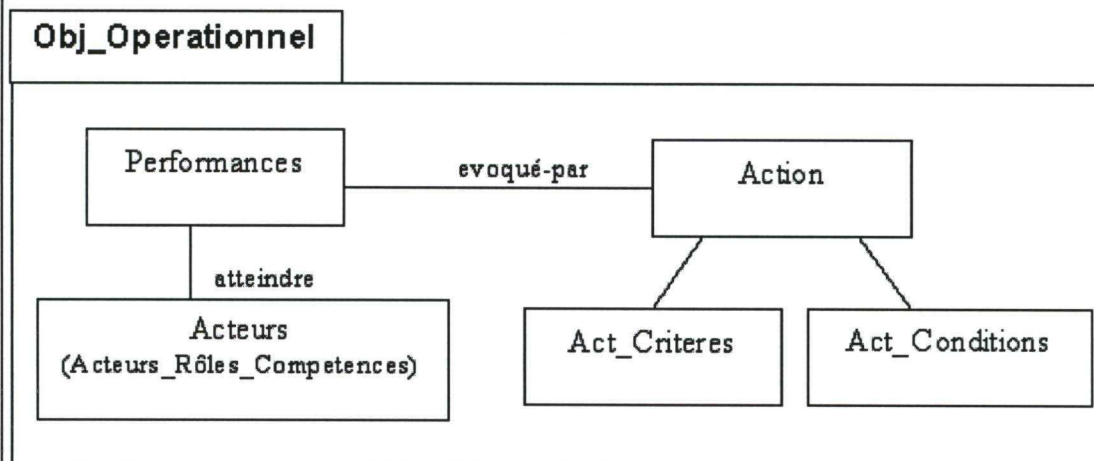 Obj_Operationnel
Performances
evoqué-par
Action
atteindre
Acteurs
(Acteurs_Rôles_Competences)
Act_Criteres
Act_Conditions